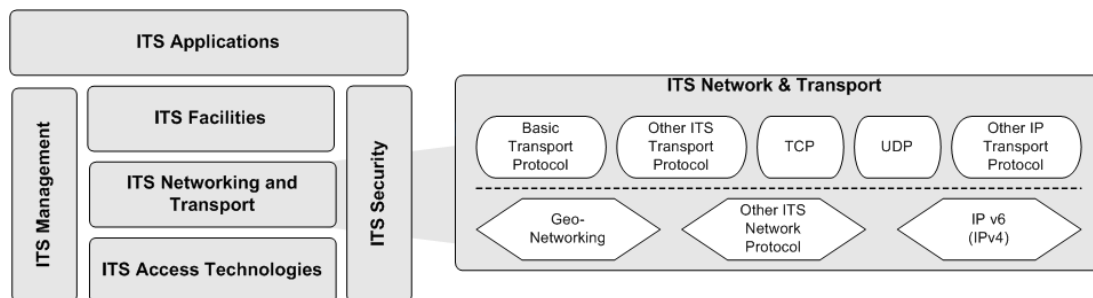 ITS Applications
ITS Management
ITS Facilities
ITS Networking and
Transport
ITS Access Technologies
ITS Security
ITS Network & Transport
Basic
Transport
Protocol
Other ITS
Transport
Protocol
TCP
UDP
Other IP
Transport
Protocol
Geo-
Networking
Other ITS
Network
Protocol
IP v6
(IPv4)